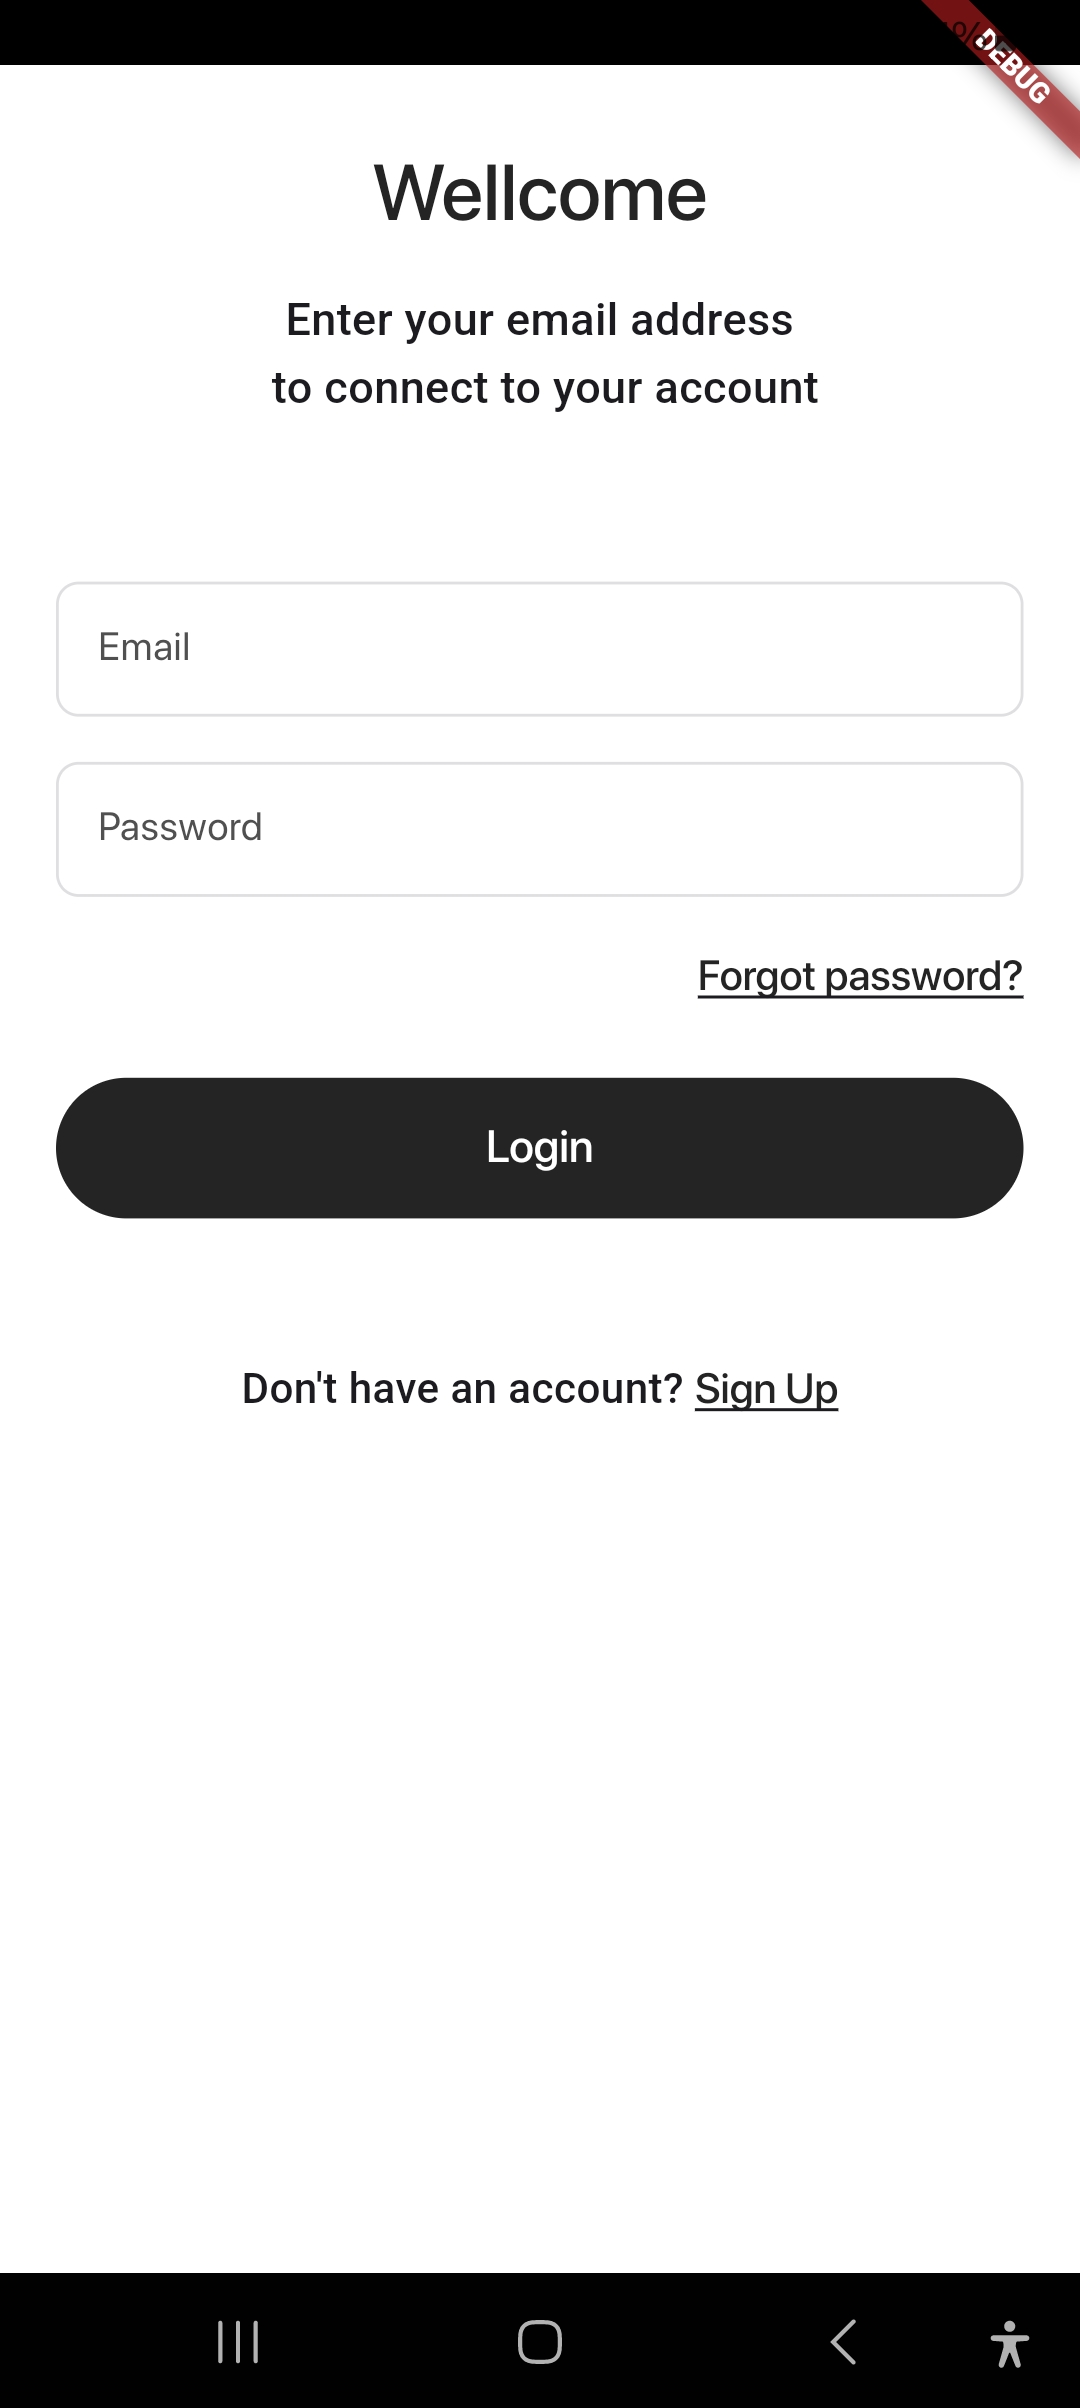 DEBUG
Wellcome
Enter your email address
to connect to your account
Email
Password
Forgot password?
Login
Don't have an account? Sign Up